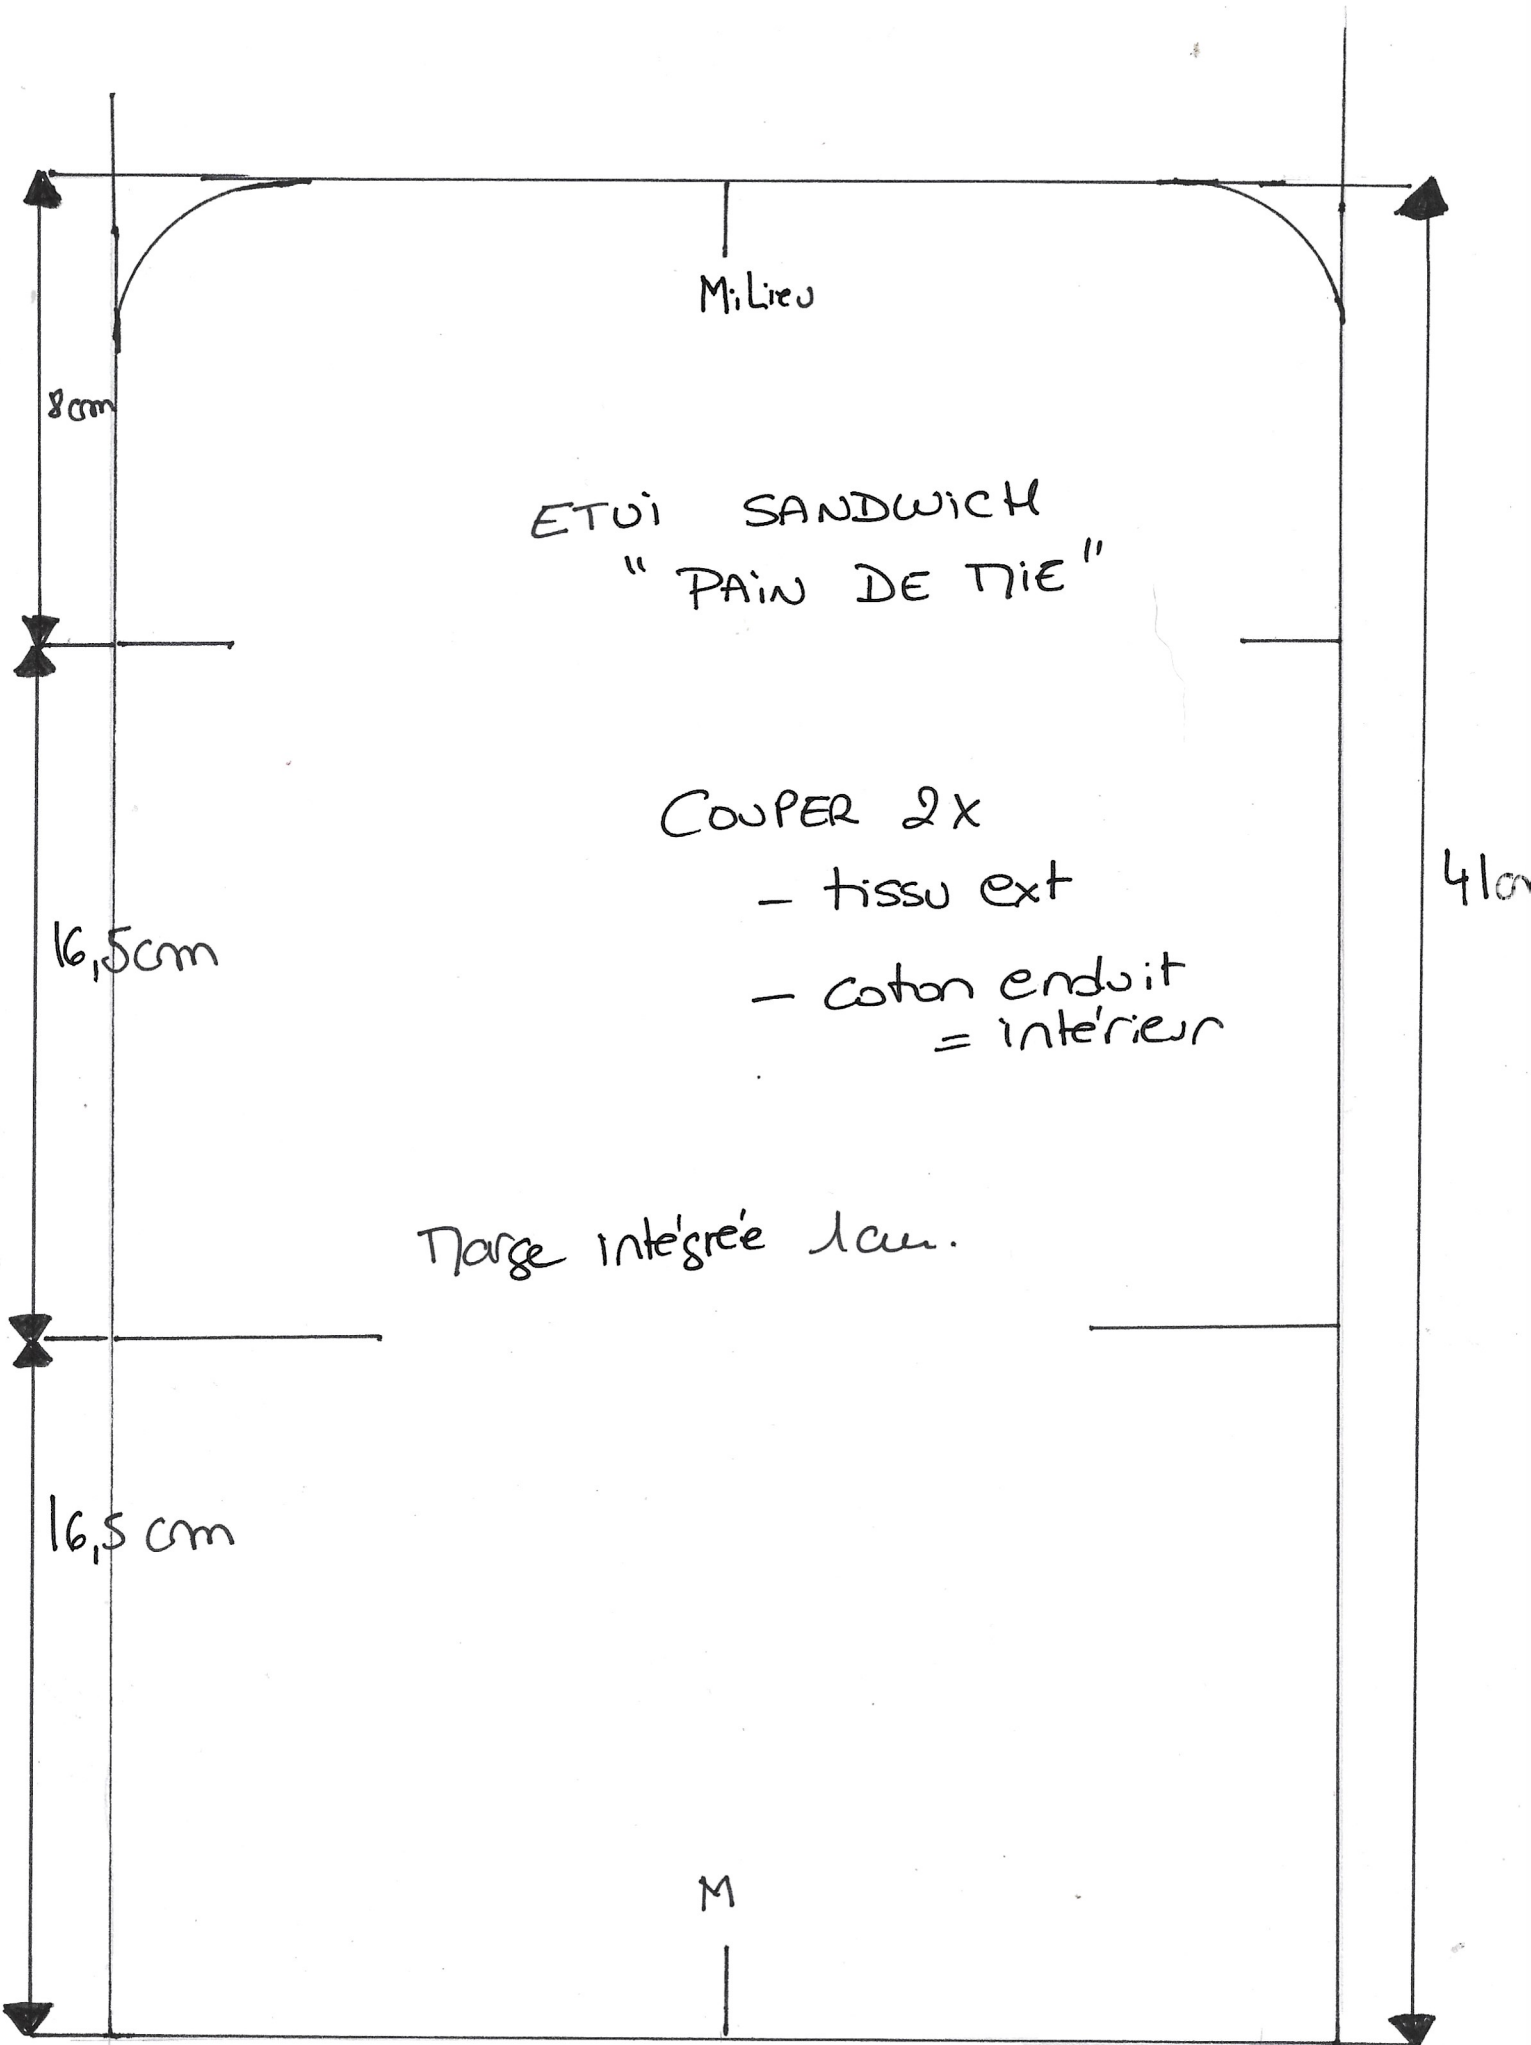 MiLieu
8cm
ETUi SANDWiCH
" PAiN DE MiE "
COUPER 2X
41cm
- tissu ext
16,5cm
- coton enduit
= intérieur
Marge intégrée 1cm.
16,5 cm
M